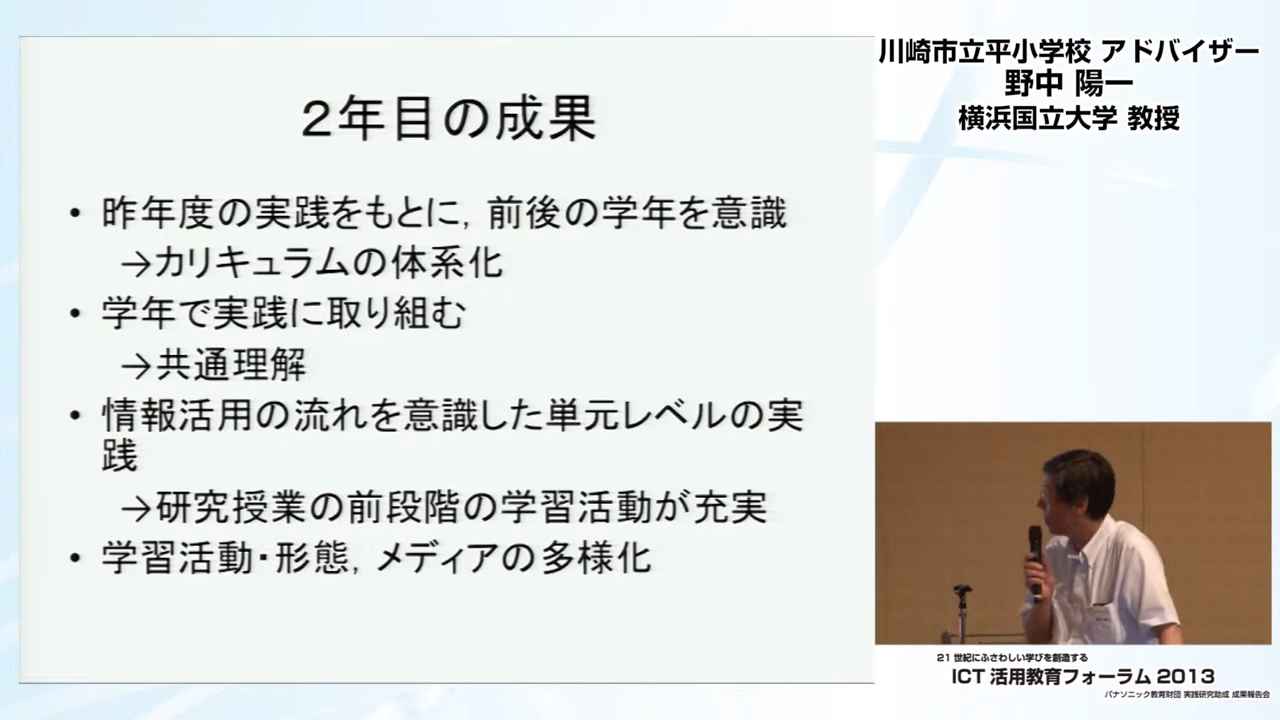 川崎市立平小学校 アドバイザー
野中 陽一
横浜国立大学 教授
2年目の成果
• 昨年度の実践をもとに，前後の学年を意識
→カリキュラムの体系化
• 学年で実践に取り組む
→共通理解
• 情報活用の流れを意識した単元レベルの実
践
→研究授業の前段階の学習活動が充実
• 学習活動・形態，メディアの多様化
21 世紀にふさわしい学びを創造する
ICT 活用教育フォーラム 2013
パナソニック教育財団 実践研究助成 成果報告会